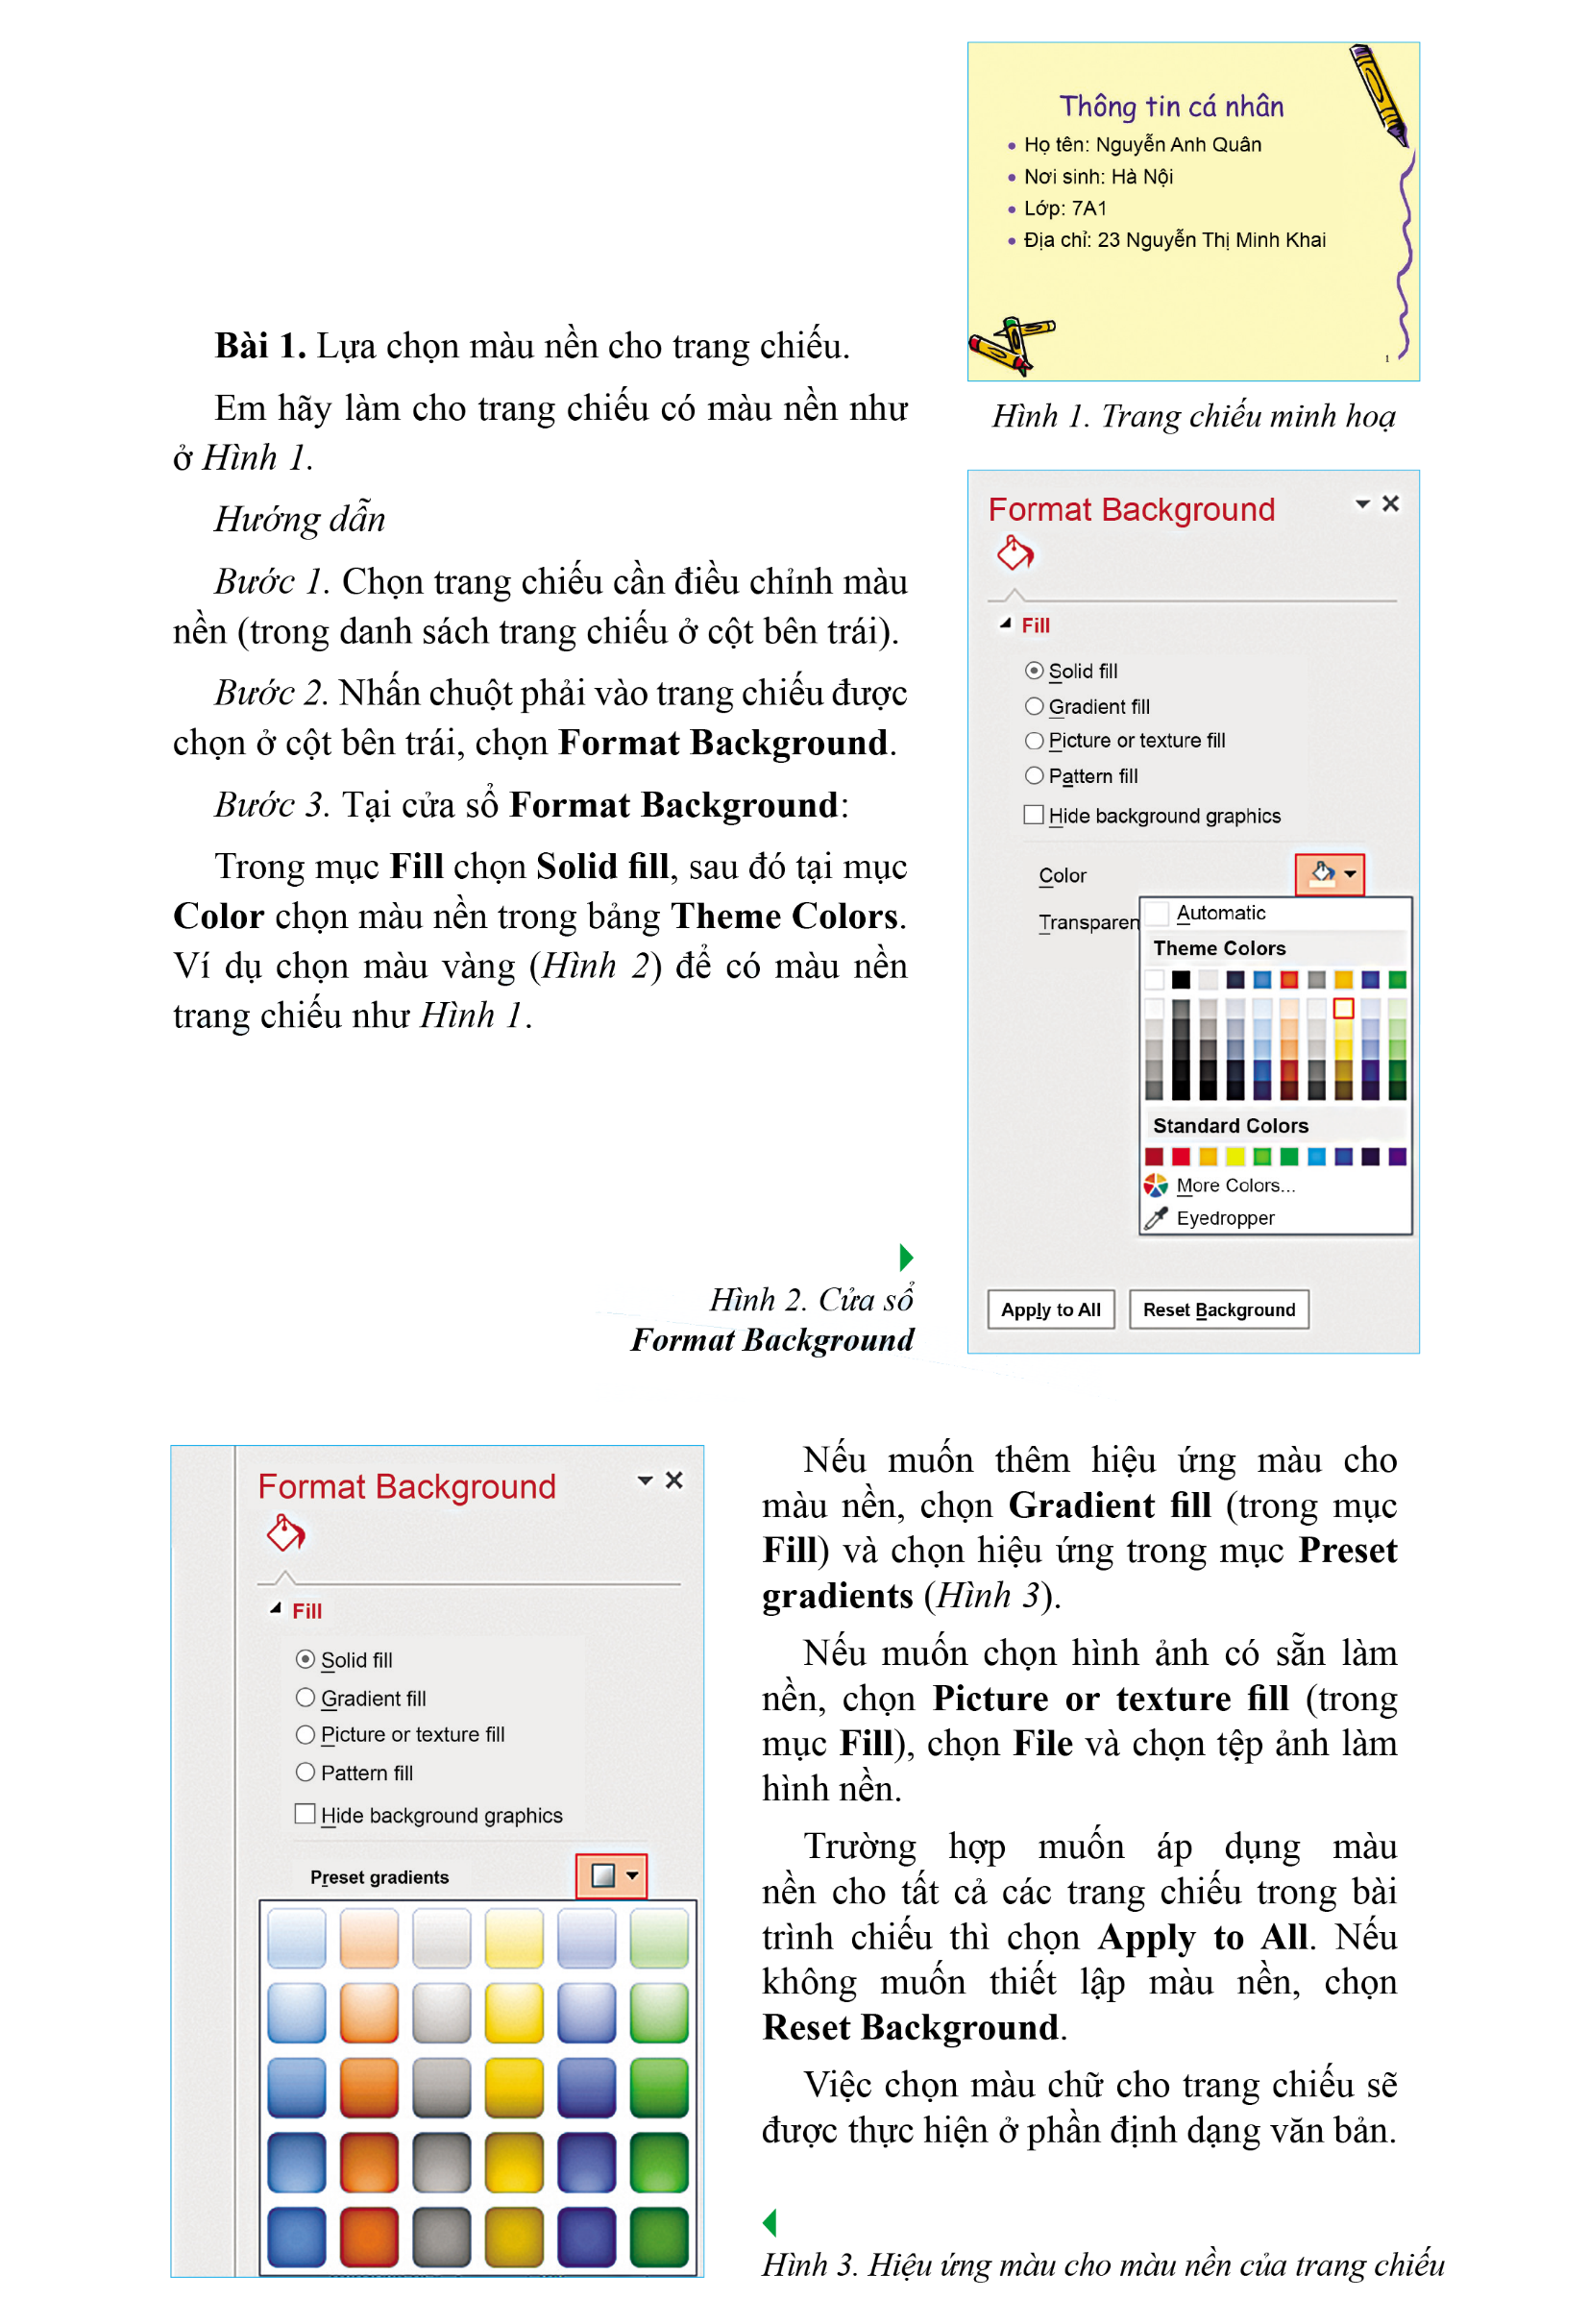 Thông tin cá nhân
• Họ tên: Nguyễn Anh Quân
• Nơi sinh: Hà Nội
• Lớp: 7A1
• Địa chỉ: 23 Nguyễn Thị Minh Khai
1
Hình 1. Trang chiếu minh hoạ
Bài 1. Lựa chọn màu nền cho trang chiếu.
Em hãy làm cho trang chiếu có màu nền như
ở Hình 1.
Hướng dẫn
Bước 1. Chọn trang chiếu cần điều chỉnh màu
nền (trong danh sách trang chiếu ở cột bên trái).
Bước 2. Nhấn chuột phải vào trang chiếu được
chọn ở cột bên trái, chọn Format Background.
Bước 3. Tại cửa sổ Format Background:
Trong mục Fill chọn Solid fill, sau đó tại mục
Color chọn màu nền trong bảng Theme Colors.
Ví dụ chọn màu vàng (Hình 2) để có màu nền
trang chiếu như Hình 1.
Format Background
Fill
Solid fill
Gradient fill
Picture or texture fill
Pattern fill
Hide background graphics
Color
Transparen
Automatic
Theme Colors
Standard Colors
More Colors...
Eyedropper
Apply to All
Reset Background
Hình 2. Cửa sổ
Format Background
Format Background
Fill
Solid fill
Gradient fill
Picture or texture fill
Pattern fill
Hide background graphics
Preset gradients
Nếu muốn thêm hiệu ứng màu cho
màu nền, chọn Gradient fill (trong mục
Fill) và chọn hiệu ứng trong mục Preset
gradients (Hình 3).
Nếu muốn chọn hình ảnh có sẵn làm
nền, chọn Picture or texture fill (trong
mục Fill), chọn File và chọn tệp ảnh làm
hình nền.
Trường hợp muốn áp dụng màu
nền cho tất cả các trang chiếu trong bài
trình chiếu thì chọn Apply to All. Nếu
không muốn thiết lập màu nền, chọn
Reset Background.
Việc chọn màu chữ cho trang chiếu sẽ
được thực hiện ở phần định dạng văn bản.
Hình 3. Hiệu ứng màu cho màu nền của trang chiếu